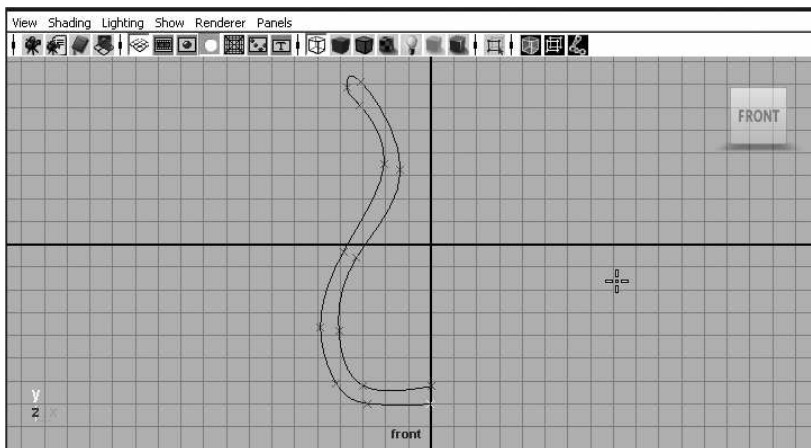 View Shading Lighting Show Renderer Panels
T
FRONT
y
z x
front